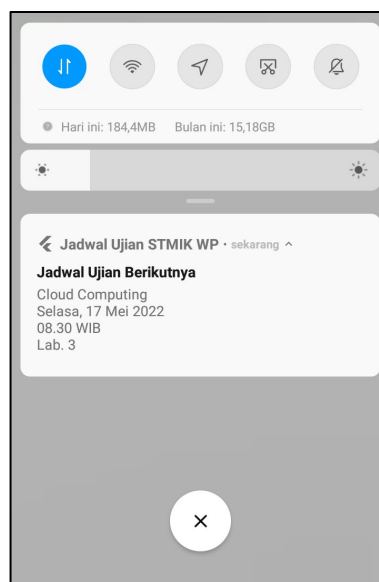 Hari ini: 184,4MB Bulan ini: 15,18GB
Jadwal Ujian STMIK WP • sekarang
Jadwal Ujian Berikutnya
Cloud Computing
Selasa, 17 Mei 2022
08.30 WIB
Lab. 3